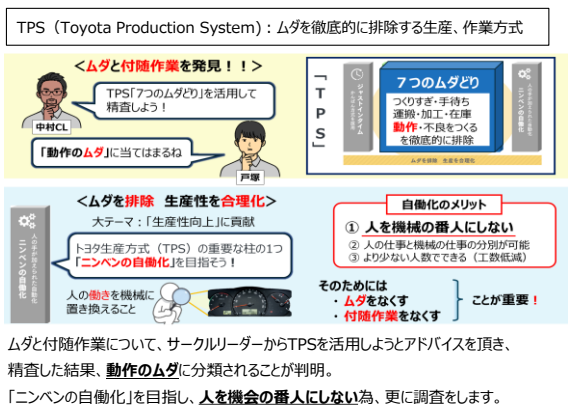 TPS（Toyota Production System）: ムダを徹底的に排除する生産、作業方式
＜ムダと付随作業を発見！！＞
TPS「７つのムダどり」を活用して
精査しよう！
中村CL
「動作のムダ」に当てはまるね
戸塚
「TPS」
ジャストインタイム
７つのムダどり
つくりすぎ・手待ち
運搬・加工・在庫
動作・不良をつくる
を徹底的に排除
ニンベンの自働化
ムダを排除　生産を合理化
＜ムダを排除　生産性を合理化＞
大テーマ：「生産性向上」に貢献
人の手が加えられた自動化
ニンベンの自働化
トヨタ生産方式（TPS）の重要な柱の1つ
「ニンベンの自働化」を目指そう！
人の働きを機械に
置き換えること
自働化のメリット
① 人を機械の番人にしない
② 人の仕事と機械の仕事の分別が可能
③ より少ない人数でできる（工数低減）
そのためには
・ムダをなくす
・付随作業をなくす
ことが重要！
ムダと付随作業について、サークルリーダーからTPSを活用しようとアドバイスを頂き、
精査した結果、動作のムダに分類されることが判明。
「ニンベンの自働化」を目指し、人を機会の番人にしない為、更に調査をします。